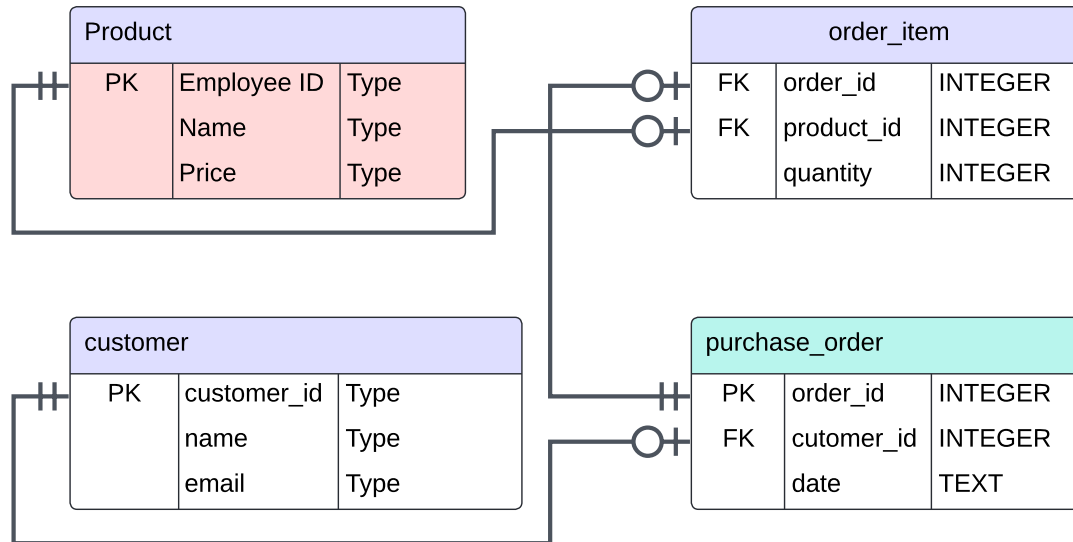 Product
PK Employee ID Type
Name Type
Price Type
order_item
FK order_id INTEGER
FK product_id INTEGER
quantity INTEGER
customer
PK customer_id Type
name Type
email Type
purchase_order
PK order_id INTEGER
FK cutomer_id INTEGER
date TEXT